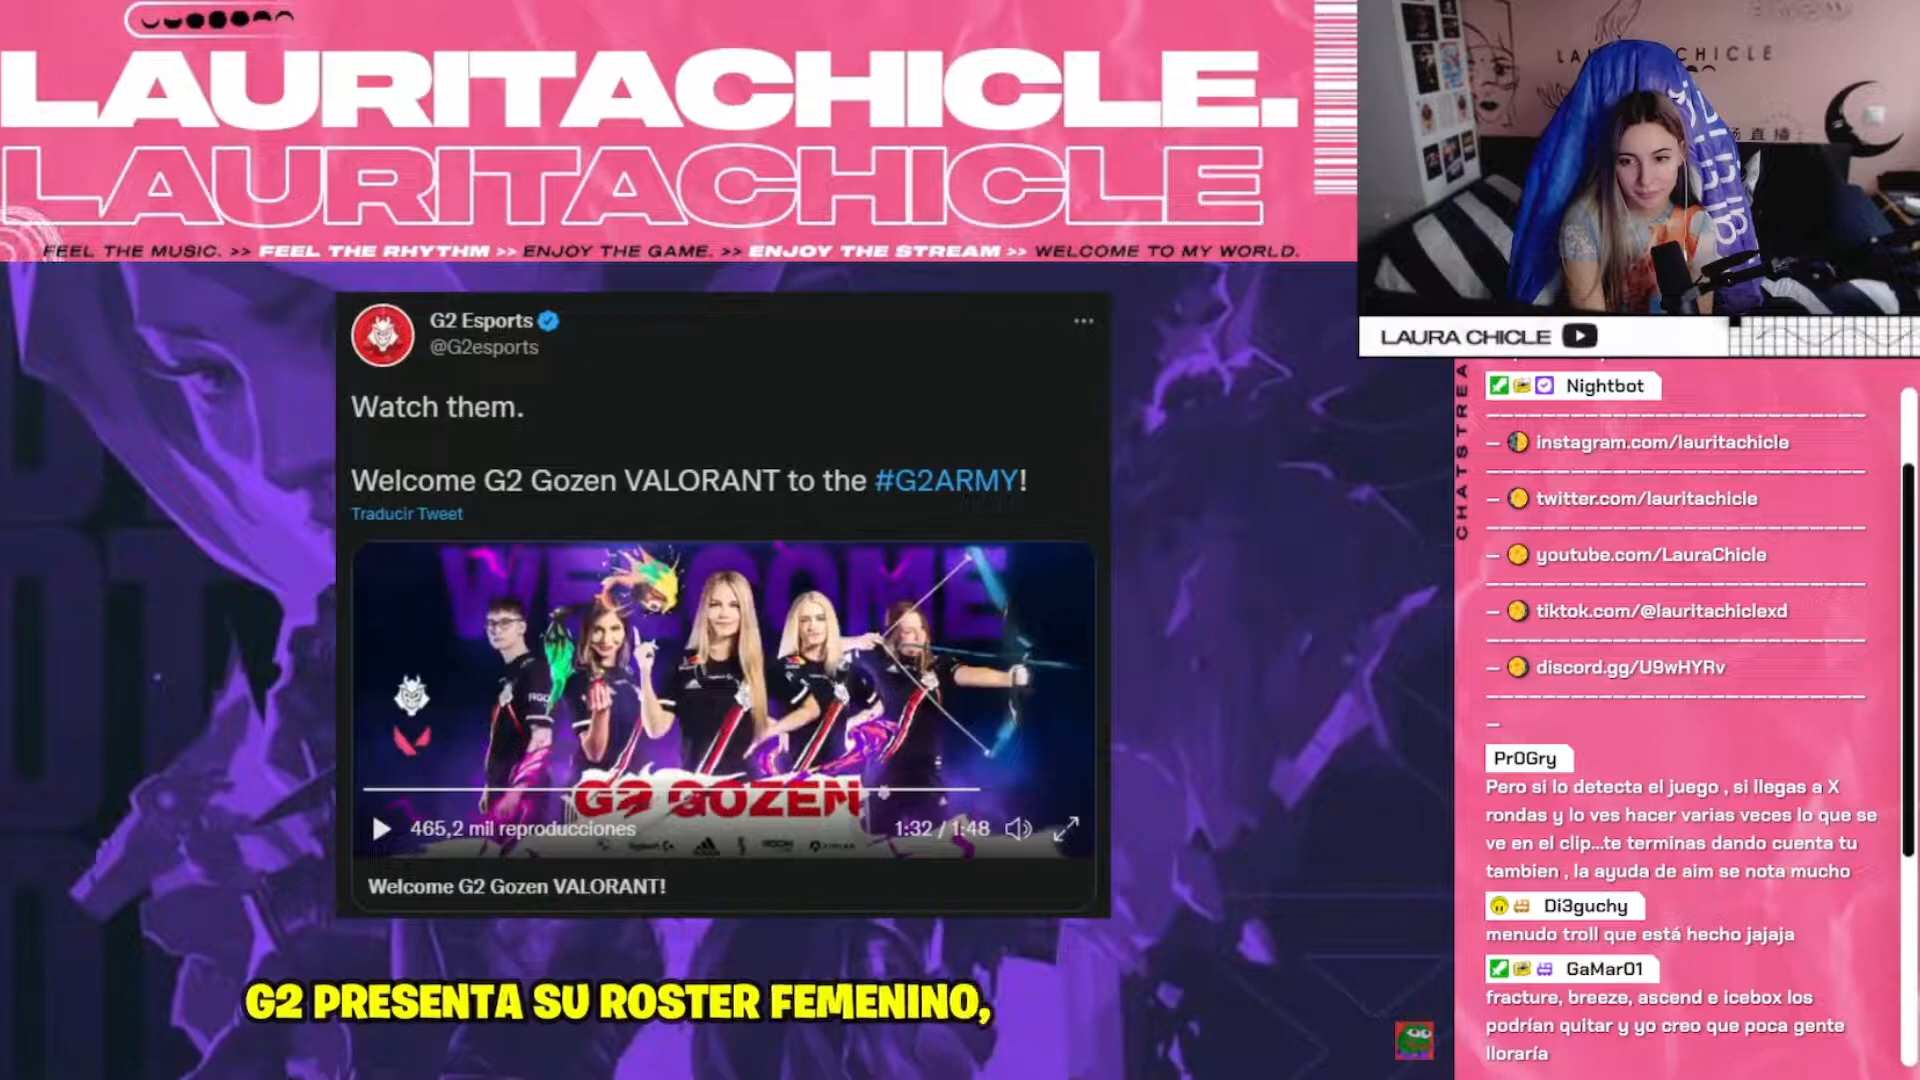 LAURITACHICLE.
LAURITACHICLE
FEEL THE MUSIC. >> FEEL THE RHYTHM >> ENJOY THE GAME. >> ENJOY THE STREAM >> WELCOME TO MY WORLD.
G2 Esports
@G2esports
Watch them.
Welcome G2 Gozen VALORANT to the #G2ARMY!
Traducir Tweet
WELCOME
G2 GOZEN
465,2 mil reproducciones
1:32 / 1:48
Welcome G2 Gozen VALORANT!
G2 PRESENTA SU ROSTER FEMENINO,
LAURA CHICLE
CHATSTREA
Nightbot
— instagram.com/lauritachicle
— twitter.com/lauritachicle
— youtube.com/LauraChicle
— tiktok.com/@lauritachiclexd
— discord.gg/U9wHYRv
—
Pr0Gry
Pero si lo detecta el juego , si llegas a X
rondas y lo ves hacer varias veces lo que se
ve en el clip...te terminas dando cuenta tu
tambien , la ayuda de aim se nota mucho
Di3guchy
menudo troll que está hecho jajaja
GaMar01
fracture, breeze, ascend e icebox los
podrían quitar y yo creo que poca gente
lloraría